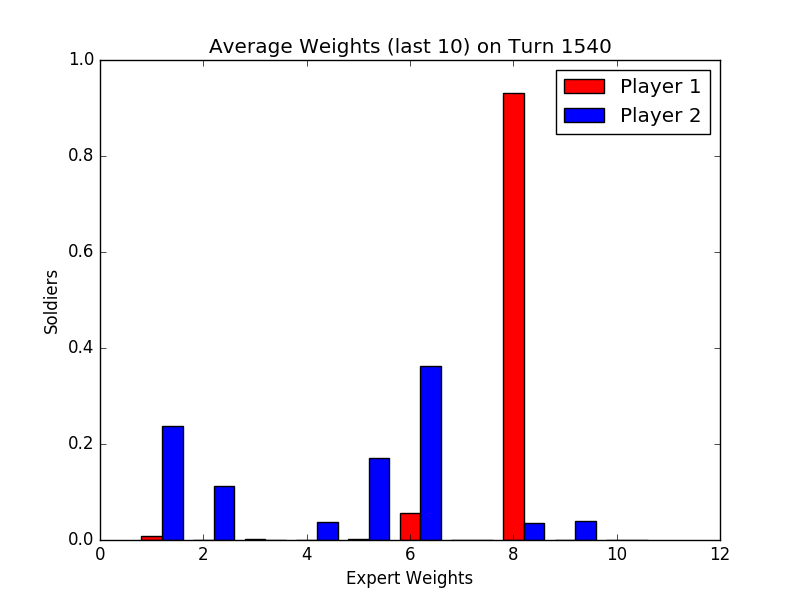 Average Weights (last 10) on Turn 1540
1.0
Player 1
Player 2
0.8
0.6
0.4
0.2
0.0
Soldiers
0 2 4 6 8 10 12
Expert Weights